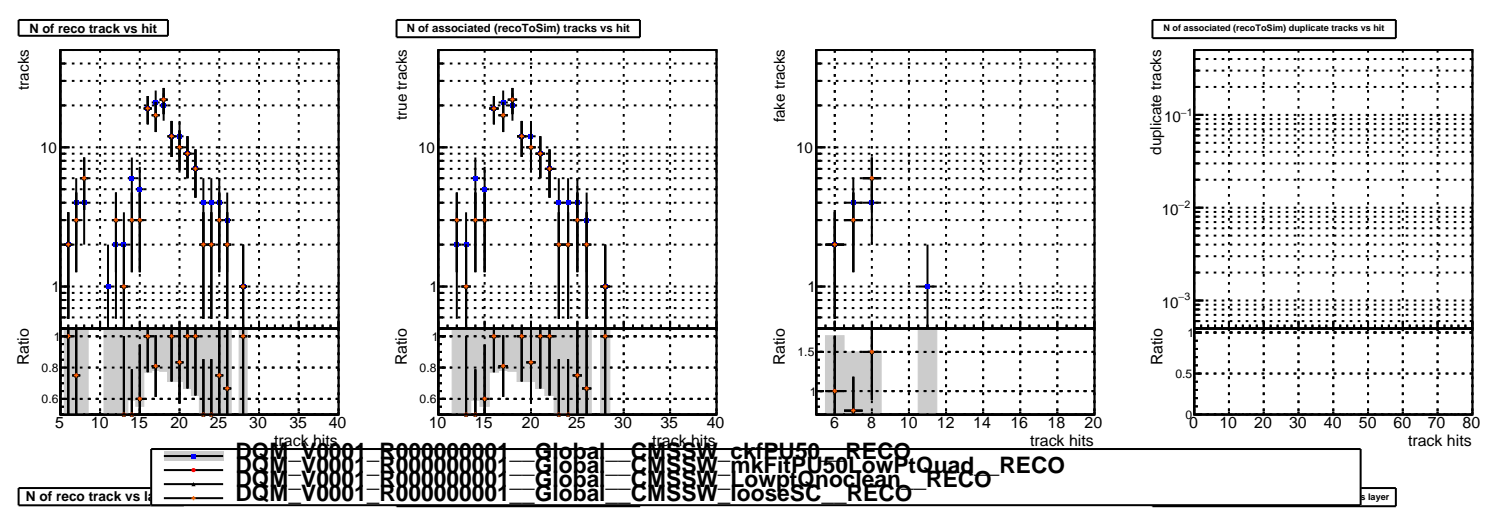 N of reco track vs hit
N of associated (recoToSim) tracks vs hit
N of associated (recoToSim) duplicate tracks vs hit
tracks
10
1
Ratio
1
0.8
0.6
5 10 15 20 25 30 35 40
track hits
true tracks
10
1
Ratio
1
0.8
0.6
10 15 20 25 30 35 40
track hits
fake tracks
10
1
Ratio
1.5
1
6 8 10 12 14 16 18 20
track hits
duplicate tracks
10−1
10−2
10−3
Ratio
1
0.5
0
0 10 20 30 40 50 60 70 80
track hits
DQM_V0001_R000000001__Global__CMSSW_ckfPU50__RECO
DQM_V0001_R000000001__Global__CMSSW_mkFitPU50LowPtQuad__RECO
DQM_V0001_R000000001__Global__CMSSW_LowptQnoclean__RECO
DQM_V0001_R000000001__Global__CMSSW_looseSC__RECO
N of reco track vs
layer